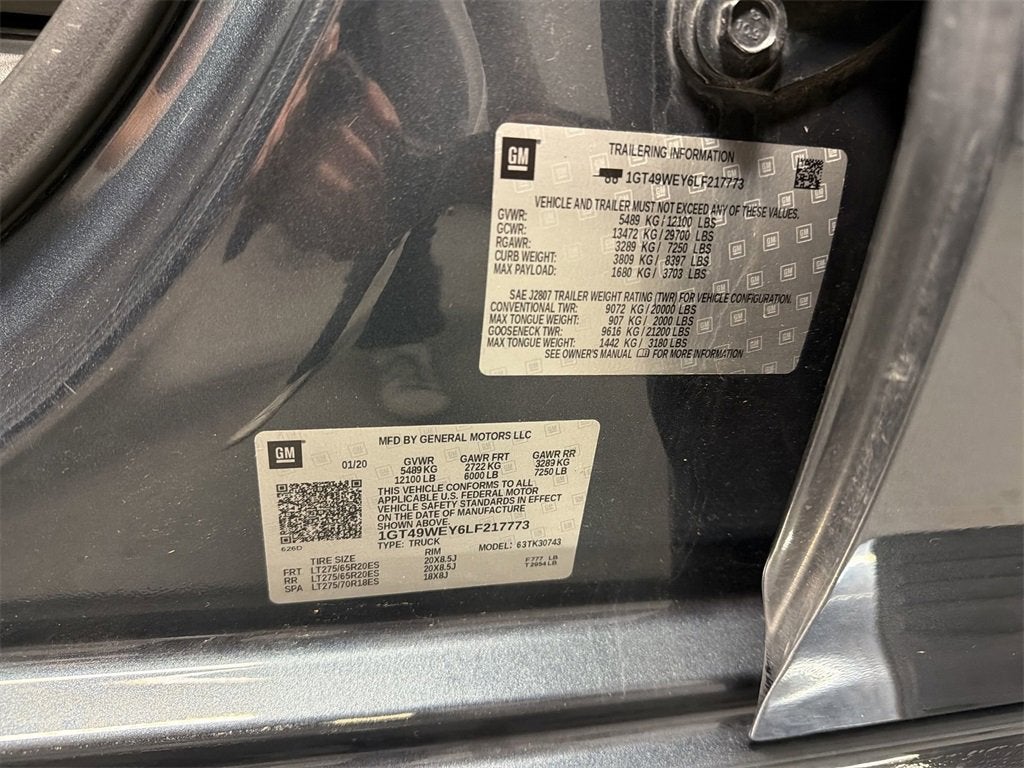 GM
TRAILERING INFORMATION
1GT49WEY6LF217773
VEHICLE AND TRAILER MUST NOT EXCEED ANY OF THESE VALUES.
GVWR: 5489 KG / 12100 LBS
GCWR: 13472 KG / 29700 LBS
RGAWR: 3289 KG / 7250 LBS
CURB WEIGHT: 3809 KG / 8397 LBS
MAX PAYLOAD: 1680 KG / 3703 LBS
SAE J2807 TRAILER WEIGHT RATING (TWR) FOR VEHICLE CONFIGURATION.
CONVENTIONAL TWR: 9072 KG / 20000 LBS
MAX TONGUE WEIGHT: 907 KG / 2000 LBS
GOOSENECK TWR: 9616 KG / 21200 LBS
MAX TONGUE WEIGHT: 1442 KG / 3180 LBS
SEE OWNER'S MANUAL FOR MORE INFORMATION
GM
MFD BY GENERAL MOTORS LLC
01/20 GVWR GAWR FRT GAWR RR
5489 KG 2722 KG 3289 KG
12100 LB 6000 LB 7250 LB
THIS VEHICLE CONFORMS TO ALL
APPLICABLE U.S. FEDERAL MOTOR
VEHICLE SAFETY STANDARDS IN EFFECT
ON THE DATE OF MANUFACTURE
SHOWN ABOVE.
1GT49WEY6LF217773
626D
TYPE: TRUCK MODEL: 63TK30743
TIRE SIZE RIM
FRT LT275/65R20ES 20X8.5J F777 LB
RR LT275/65R20ES 20X8.5J T2954 LB
SPA LT275/70R18ES 18X8J